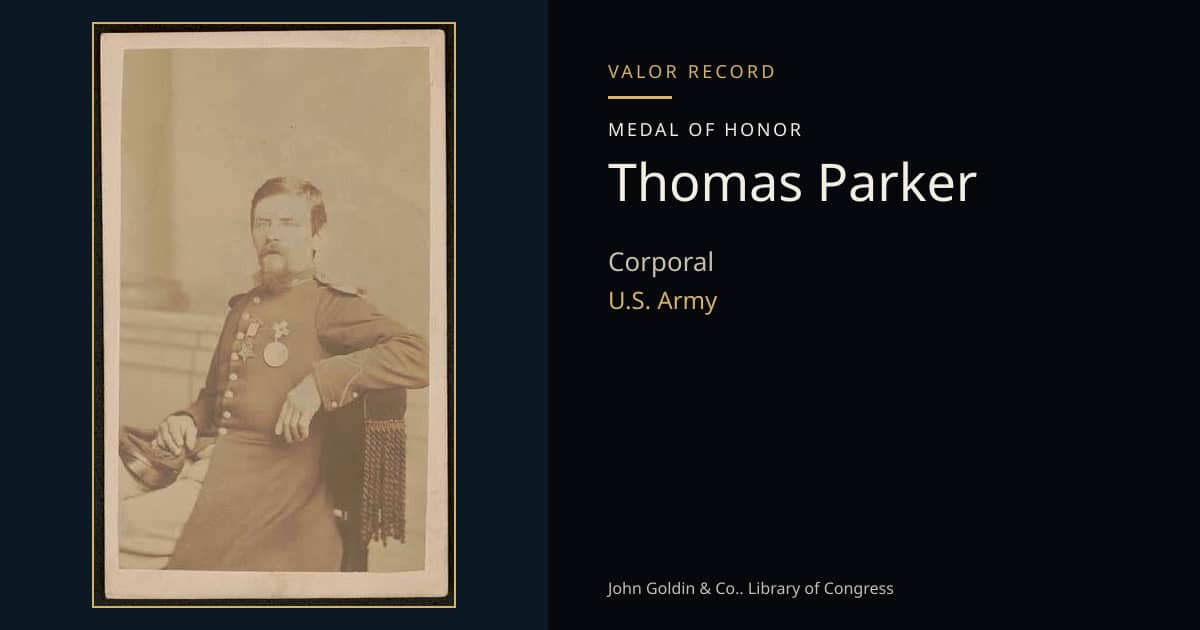 VALOR RECORD
MEDAL OF HONOR
Thomas Parker
Corporal
U.S. Army
John Goldin & Co.. Library of Congress